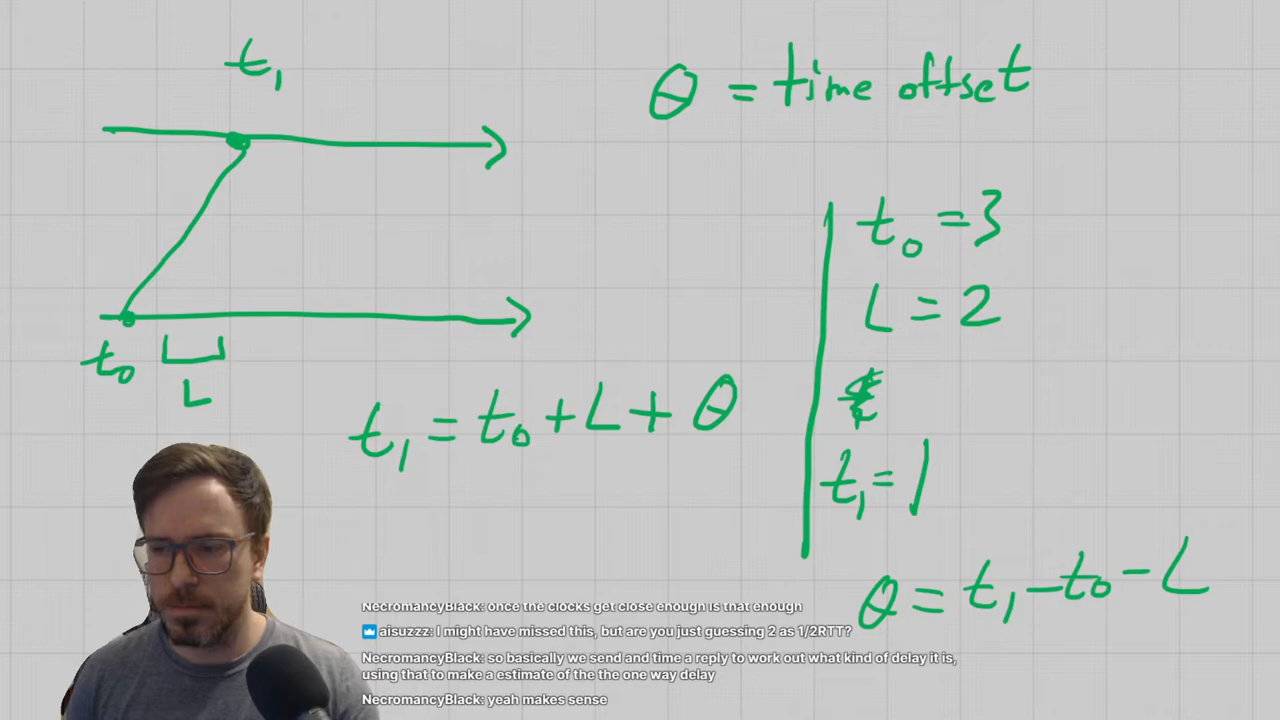 t₁
θ = time offset
t₀ = 3
L = 2
t₀
L
t₁ = t₀ + L + θ
t₁ = 1
θ = t₁ - t₀ - L
NecromancyBlack: once the clocks get close enough is that enough
aisuzzz: I might have missed this, but are you just guessing 2 as 1/2RTT?
NecromancyBlack: so basically we send and time a reply to work out what kind of delay it is,
using that to make a estimate of the the one way delay
NecromancyBlack: yeah makes sense